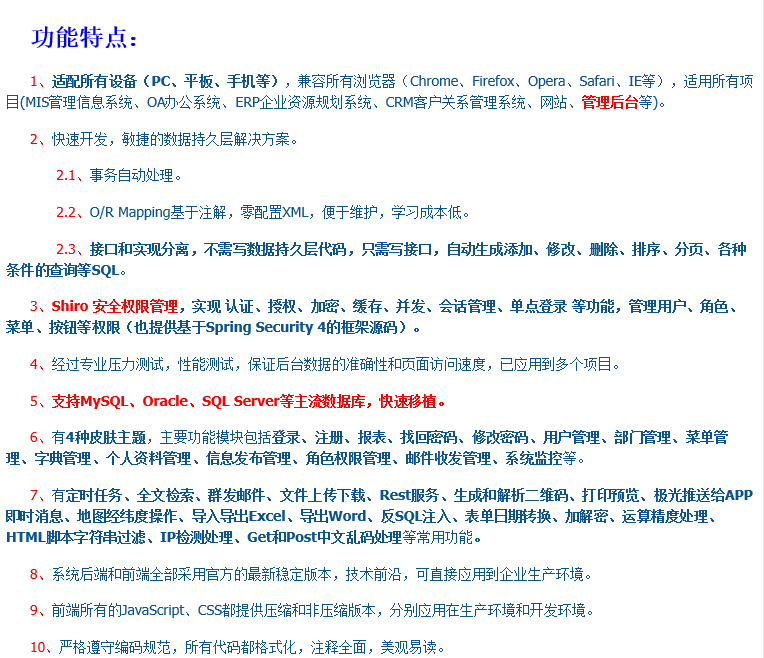 功能特点：
1、适配所有设备（PC、平板、手机等），兼容所有浏览器（Chrome、Firefox、Opera、Safari、IE等），适用所有项
目(MIS管理信息系统、OA办公系统、ERP企业资源规划系统、CRM客户关系管理系统、网站、管理后台等)。
2、快速开发，敏捷的数据持久层解决方案。
2.1、事务自动处理。
2.2、O/R Mapping基于注解，零配置XML，便于维护，学习成本低。
2.3、接口和实现分离，不需写数据持久层代码，只需写接口，自动生成添加、修改、删除、排序、分页、各种
条件的查询等SQL。
3、Shiro 安全权限管理，实现 认证、授权、加密、缓存、并发、会话管理、单点登录 等功能，管理用户、角色、
菜单、按钮等权限（也提供基于Spring Security 4的框架源码）。
4、经过专业压力测试，性能测试，保证后台数据的准确性和页面访问速度，已应用到多个项目。
5、支持MySQL、Oracle、SQL Server等主流数据库，快速移植。
6、有4种皮肤主题，主要功能模块包括登录、注册、报表、找回密码、修改密码、用户管理、部门管理、菜单管
理、字典管理、个人资料管理、信息发布管理、角色权限管理、邮件收发管理、系统监控等。
7、有定时任务、全文检索、群发邮件、文件上传下载、Rest服务、生成和解析二维码、打印预览、极光推送给APP
即时消息、地图经纬度操作、导入导出Excel、导出Word、反SQL注入、表单日期转换、加解密、运算精度处理、
HTML脚本字符串过滤、IP检测处理、Get和Post中文乱码处理等常用功能。
8、系统后端和前端全部采用官方的最新稳定版本，技术前沿，可直接应用到企业生产环境。
9、前端所有的JavaScript、CSS都提供压缩和非压缩版本，分别应用在生产环境和开发环境。
10、严格遵守编码规范，所有代码都格式化，注释全面，美观易读。